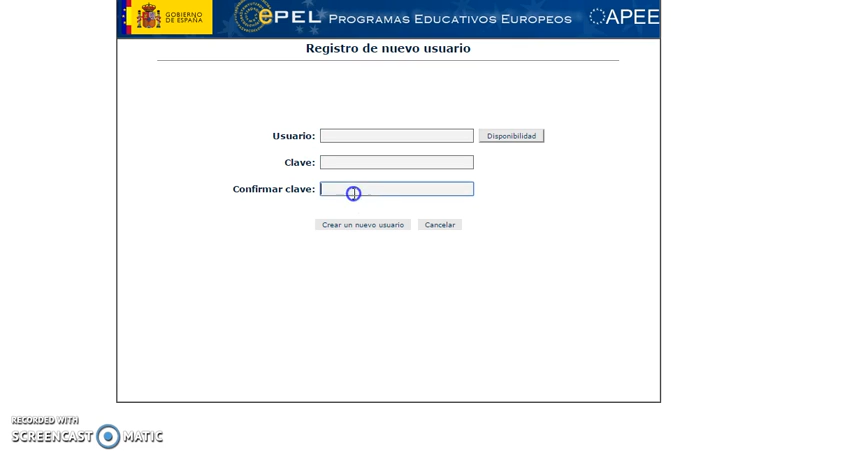 GOBIERNO
DE ESPAÑA
ePEL PROGRAMAS EDUCATIVOS EUROPEOS
APEE
Registro de nuevo usuario
Usuario:
Disponibilidad
Clave:
Confirmar clave:
Crear un nuevo usuario
Cancelar
RECORDED WITH
SCREENCAST MATIC